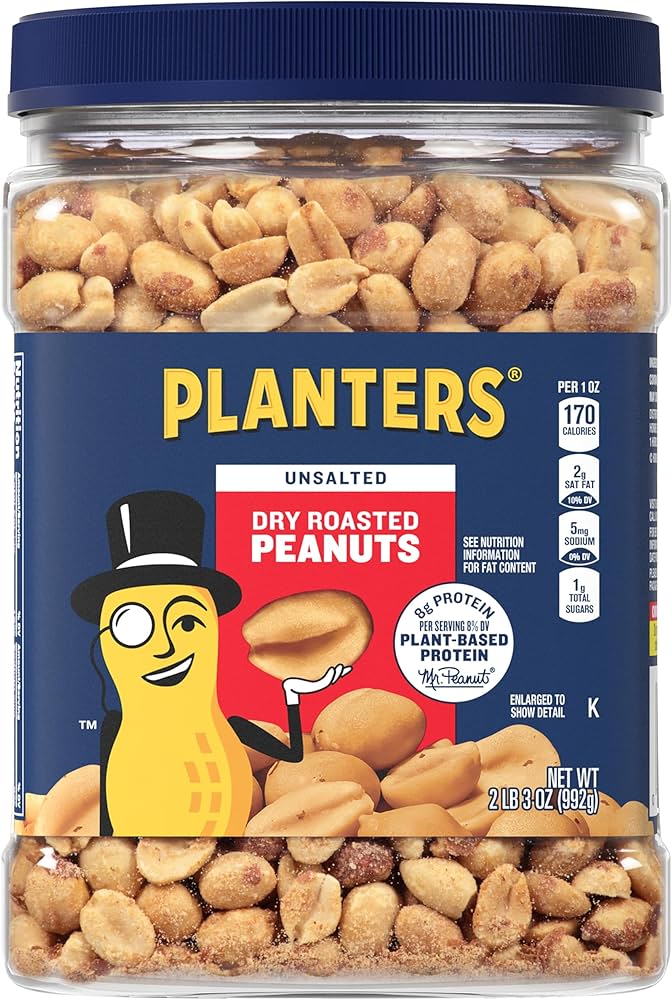 PLANTERS®
UNSALTED
DRY ROASTED
PEANUTS
PER 1 OZ
170
CALORIES
2g
SAT FAT
10% DV
5mg
SODIUM
0% DV
1g
TOTAL
SUGARS
SEE NUTRITION
INFORMATION
FOR FAT CONTENT
8g PROTEIN
PER SERVING 8% DV
PLANT-BASED
PROTEIN
Mr. Peanut®
ENLARGED TO
SHOW DETAIL
K
TM
NET WT
2 LB 3 OZ (992g)
Nutrition